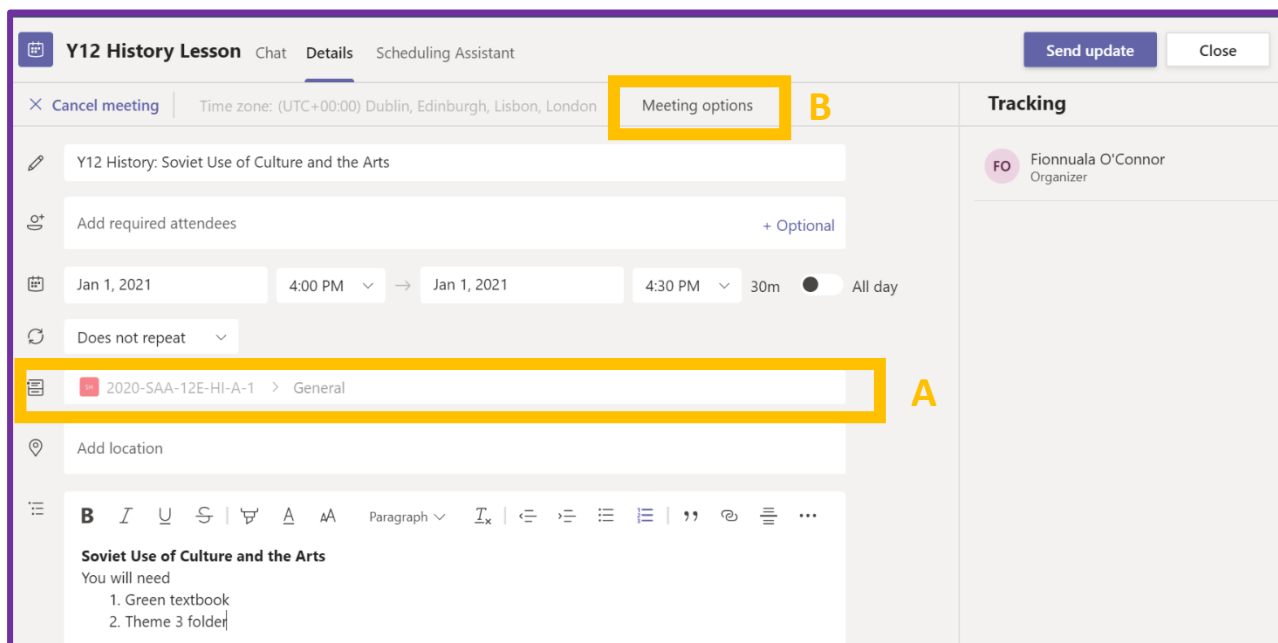 Y12 History Lesson Chat Details Scheduling Assistant Send update Close
Cancel meeting Time zone: (UTC+00:00) Dublin, Edinburgh, Lisbon, London Meeting options B Tracking
Y12 History: Soviet Use of Culture and the Arts
FO Fionnuala O'Connor
Organizer
Add required attendees + Optional
Jan 1, 2021 4:00 PM → Jan 1, 2021 4:30 PM 30m All day
Does not repeat
2020-SAA-12E-HI-A-1 > General A
Add location
B I U S A AA Paragraph Tx
Soviet Use of Culture and the Arts
You will need
1. Green textbook
2. Theme 3 folder